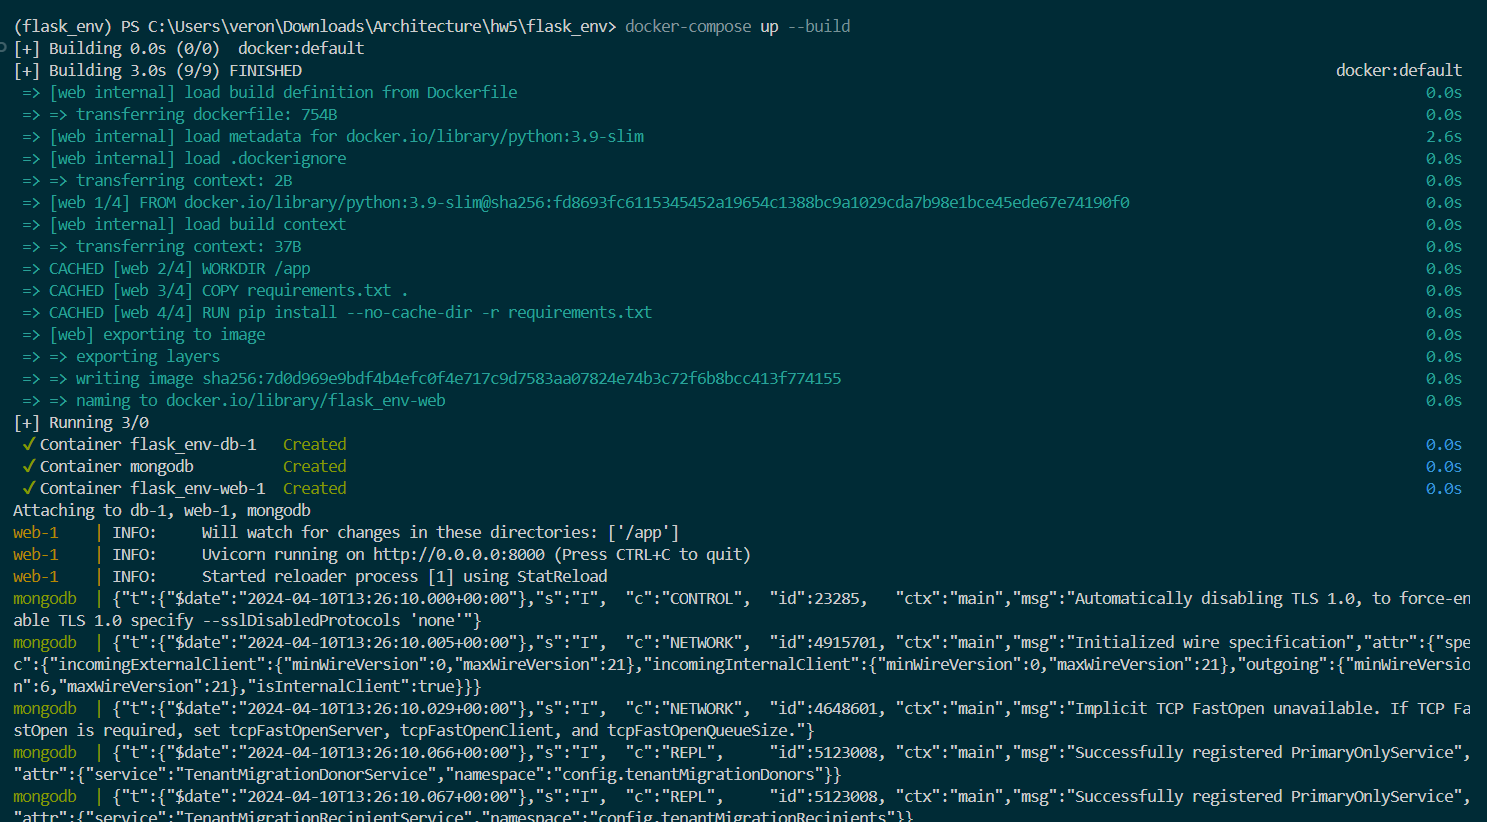 (flask_env) PS C:\Users\veron\Downloads\Architecture\hw5\flask_env> docker-compose up --build
[+] Building 0.0s (0/0)  docker:default
[+] Building 3.0s (9/9) FINISHED docker:default
=> [web internal] load build definition from Dockerfile 0.0s
=> => transferring dockerfile: 754B 0.0s
=> [web internal] load metadata for docker.io/library/python:3.9-slim 2.6s
=> [web internal] load .dockerignore 0.0s
=> => transferring context: 2B 0.0s
=> [web 1/4] FROM docker.io/library/python:3.9-slim@sha256:fd8693fc6115345452a19654c1388bc9a1029cda7b98e1bce45ede67e74190f0 0.0s
=> [web internal] load build context 0.0s
=> => transferring context: 37B 0.0s
=> CACHED [web 2/4] WORKDIR /app 0.0s
=> CACHED [web 3/4] COPY requirements.txt . 0.0s
=> CACHED [web 4/4] RUN pip install --no-cache-dir -r requirements.txt 0.0s
=> [web] exporting to image 0.0s
=> => exporting layers 0.0s
=> => writing image sha256:7d0d969e9bdf4b4efc0f4e717c9d7583aa07824e74b3c72f6b8bcc413f774155 0.0s
=> => naming to docker.io/library/flask_env-web 0.0s
[+] Running 3/0
✓ Container flask_env-db-1   Created 0.0s
✓ Container mongodb          Created 0.0s
✓ Container flask_env-web-1  Created 0.0s
Attaching to db-1, web-1, mongodb
web-1    | INFO:     Will watch for changes in these directories: ['/app']
web-1    | INFO:     Uvicorn running on http://0.0.0.0:8000 (Press CTRL+C to quit)
web-1    | INFO:     Started reloader process [1] using StatReload
mongodb  | {"t":{"$date":"2024-04-10T13:26:10.000+00:00"},"s":"I",  "c":"CONTROL",  "id":23285,   "ctx":"main","msg":"Automatically disabling TLS 1.0, to force-en
able TLS 1.0 specify --sslDisabledProtocols 'none'"}
mongodb  | {"t":{"$date":"2024-04-10T13:26:10.005+00:00"},"s":"I",  "c":"NETWORK",  "id":4915701, "ctx":"main","msg":"Initialized wire specification","attr":{"spe
c":{"incomingExternalClient":{"minWireVersion":0,"maxWireVersion":21},"incomingInternalClient":{"minWireVersion":0,"maxWireVersion":21},"outgoing":{"minWireVersio
n":6,"maxWireVersion":21},"isInternalClient":true}}}
mongodb  | {"t":{"$date":"2024-04-10T13:26:10.029+00:00"},"s":"I",  "c":"NETWORK",  "id":4648601, "ctx":"main","msg":"Implicit TCP FastOpen unavailable. If TCP Fa
stOpen is required, set tcpFastOpenServer, tcpFastOpenClient, and tcpFastOpenQueueSize."}
mongodb  | {"t":{"$date":"2024-04-10T13:26:10.066+00:00"},"s":"I",  "c":"REPL",     "id":5123008, "ctx":"main","msg":"Successfully registered PrimaryOnlyService",
"attr":{"service":"TenantMigrationDonorService","namespace":"config.tenantMigrationDonors"}}
mongodb  | {"t":{"$date":"2024-04-10T13:26:10.067+00:00"},"s":"I",  "c":"REPL",     "id":5123008, "ctx":"main","msg":"Successfully registered PrimaryOnlyService",
"attr":{"service":"TenantMigrationRecipientService","namespace":"config.tenantMigrationRecipients"}}